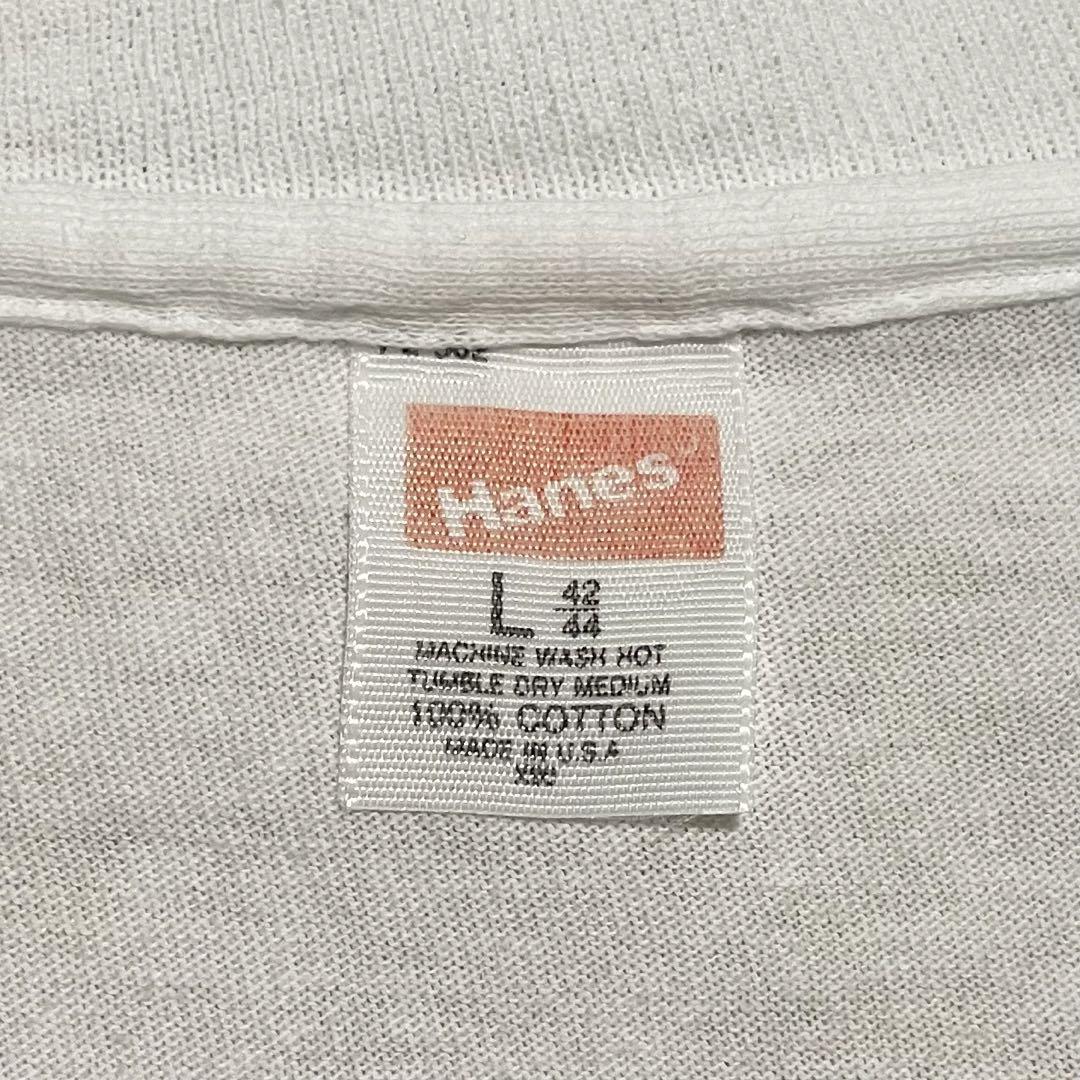 Hanes
L 42/44
MACHINE WASH HOT
TUMBLE DRY MEDIUM
100% COTTON
MADE IN U.S.A